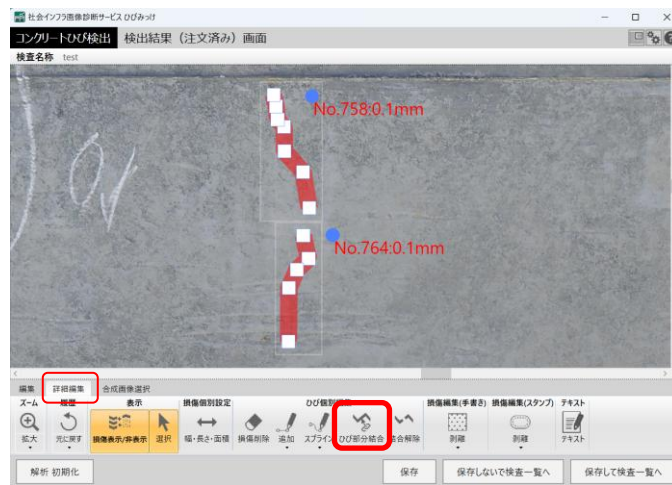 社会インフラ画像診断サービス ひびみっけ
コンクリートひび検出 検出結果（注文済み）画面
検査名称 test
No.758:0.1mm
No.764:0.1mm
編集 詳細編集 合成画像選択
ズーム 履歴 表示 損傷個別設定 ひび個別 損傷編集(手書き) 損傷編集(スタンプ) テキスト
拡大 元に戻す 損傷表示/非表示 選択 幅・長さ・面積 損傷削除 追加 スプライン ひび部分結合 結合解除 剥離 剥離 テキスト
解析 初期化 保存 保存しないで検査一覧へ 保存して検査一覧へ